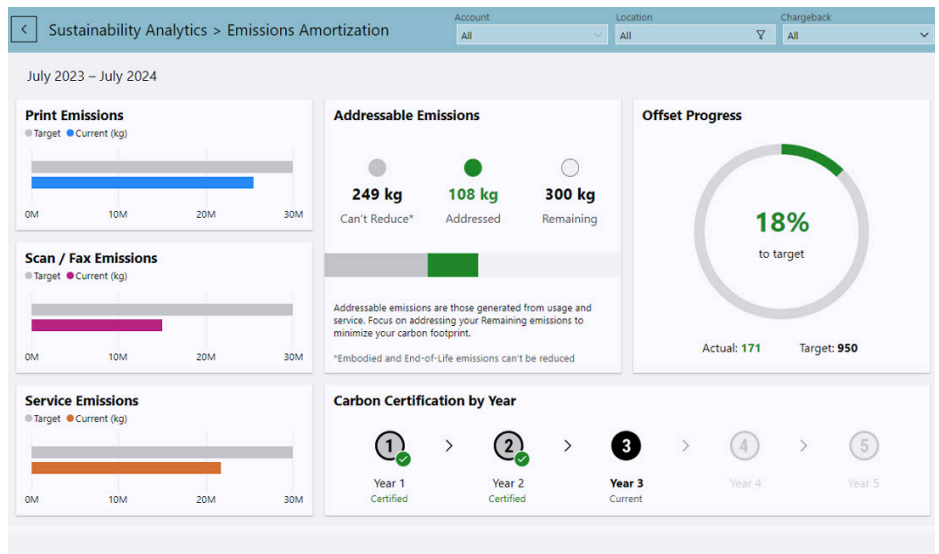 Sustainability Analytics > Emissions Amortization
Account
All
Location
All
Chargeback
All
July 2023 – July 2024
Print Emissions
Target Current (kg)
0M 10M 20M 30M
Scan / Fax Emissions
Target Current (kg)
0M 10M 20M 30M
Service Emissions
Target Current (kg)
0M 10M 20M 30M
Addressable Emissions
249 kg 108 kg 300 kg
Can't Reduce* Addressed Remaining
Addressable emissions are those generated from usage and
service. Focus on addressing your Remaining emissions to
minimize your carbon footprint.
*Embodied and End-of-Life emissions can't be reduced
Offset Progress
18%
to target
Actual: 171 Target: 950
Carbon Certification by Year
1 > 2 > 3 > 4 > 5
Year 1 Year 2 Year 3 Year 4 Year 5
Certified Certified Current